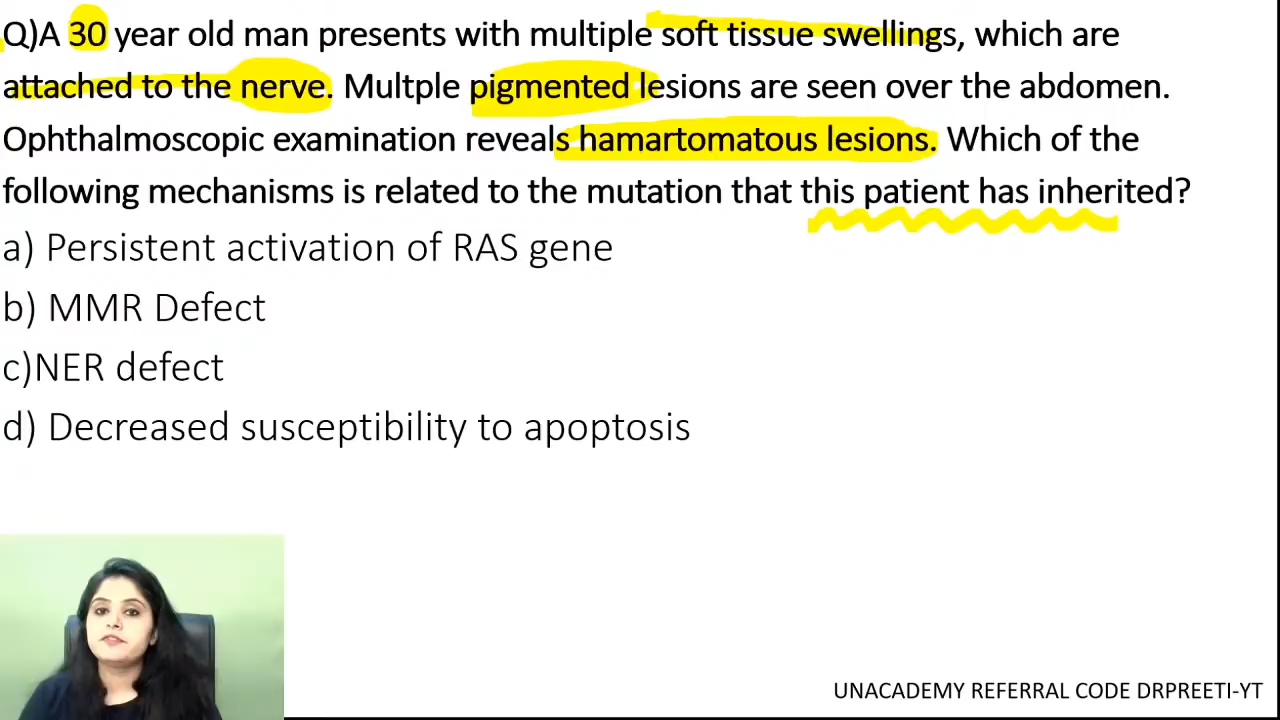 Q)A 30 year old man presents with multiple soft tissue swellings, which are
attached to the nerve. Multple pigmented lesions are seen over the abdomen.
Ophthalmoscopic examination reveals hamartomatous lesions. Which of the
following mechanisms is related to the mutation that this patient has inherited?
a) Persistent activation of RAS gene
b) MMR Defect
c)NER defect
d) Decreased susceptibility to apoptosis
UNACADEMY REFERRAL CODE DRPREETI-YT